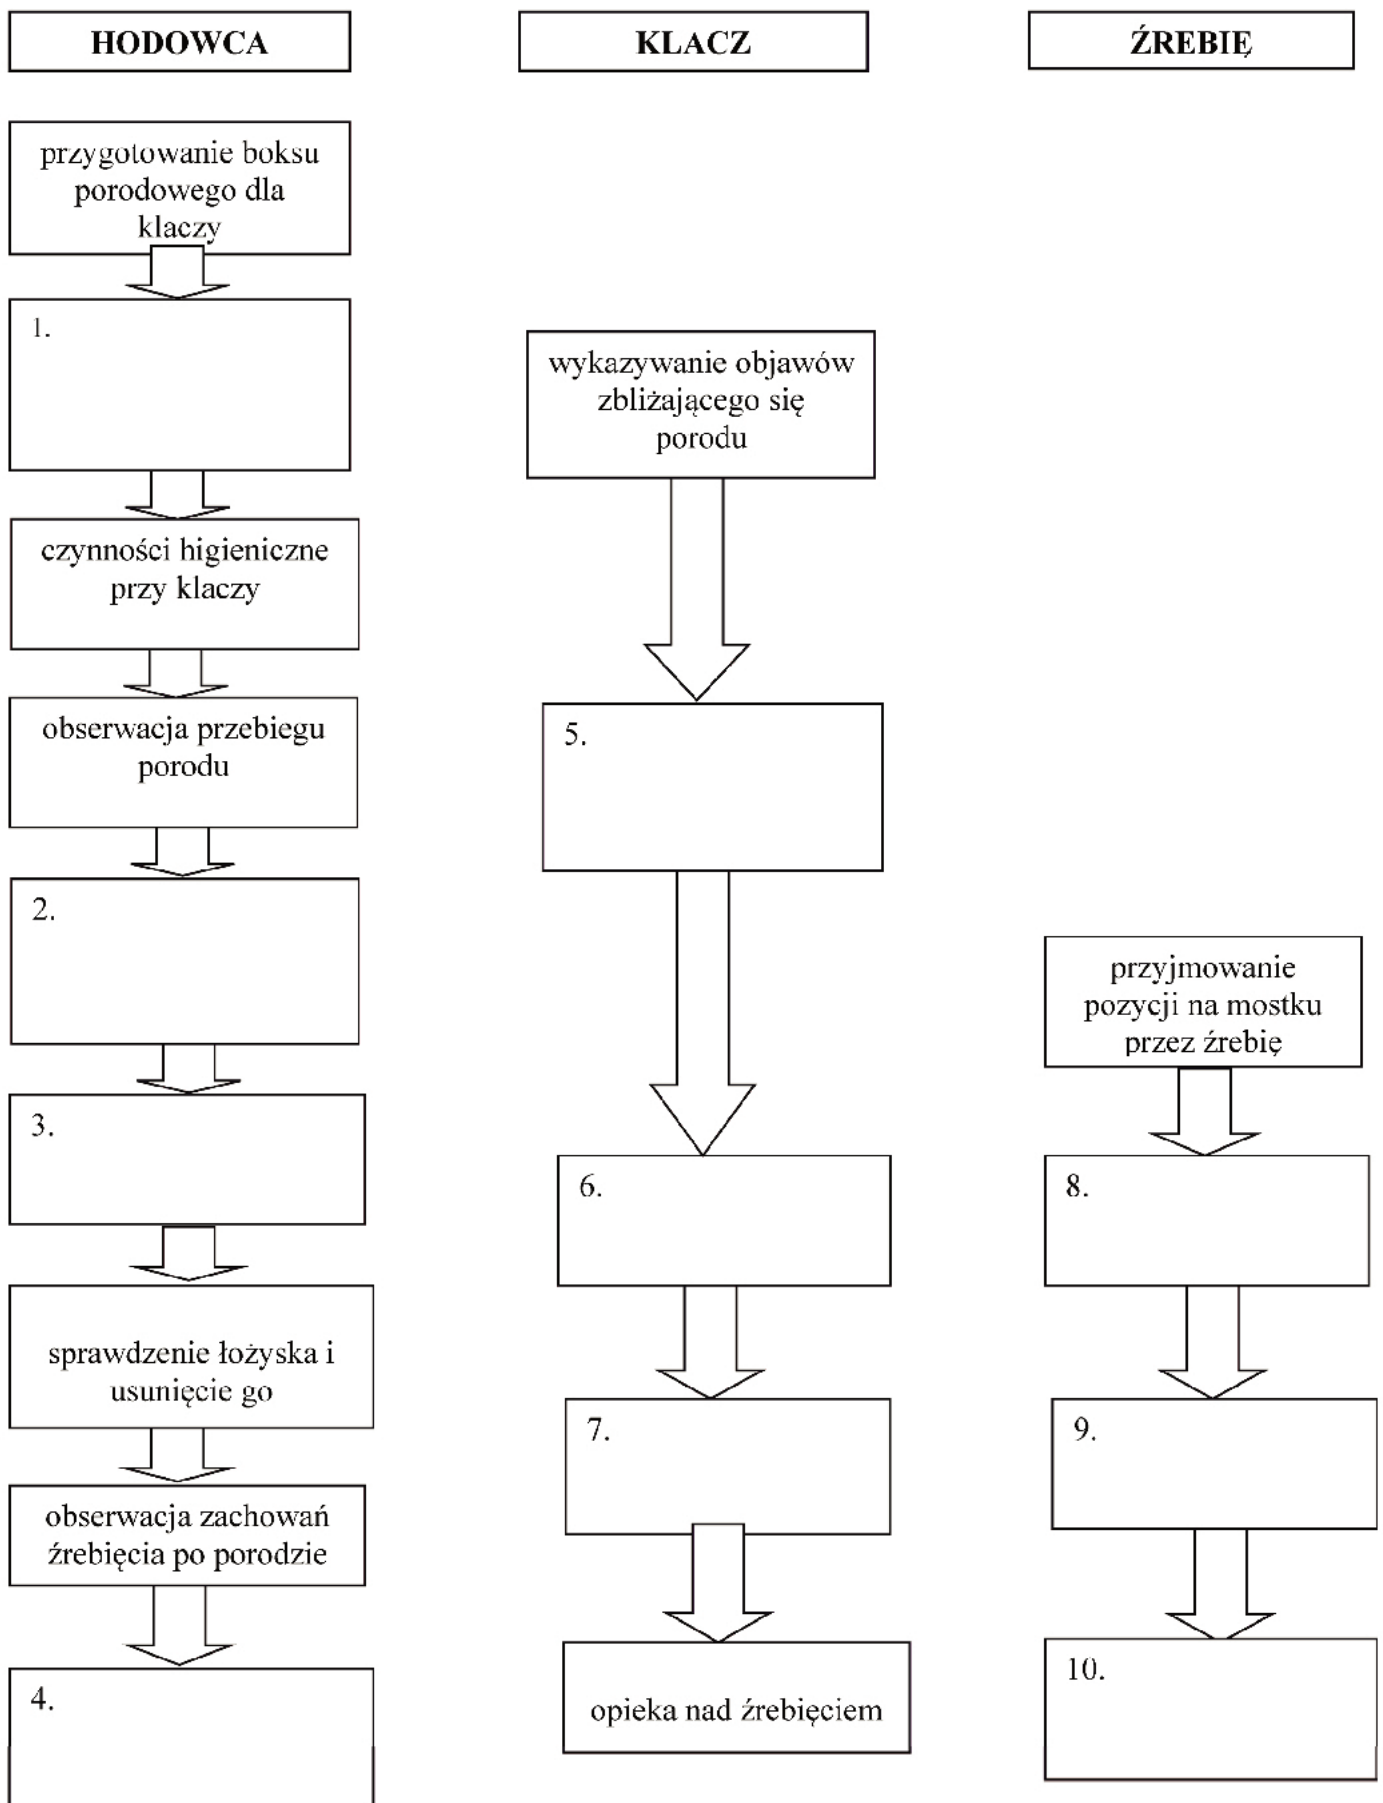 HODOWCA
KLACZ
ŹREBIĘ
przygotowanie boksu
porodowego dla
klaczy
1.
wykazywanie objawów
zbliżającego się
porodu
czynności higieniczne
przy klaczy
obserwacja przebiegu
porodu
5.
2.
przyjmowanie
pozycji na mostku
przez źrebię
3.
6.
8.
sprawdzenie łożyska i
usunięcie go
7.
9.
obserwacja zachowań
źrebięcia po porodzie
4.
opieka nad źrebięciem
10.